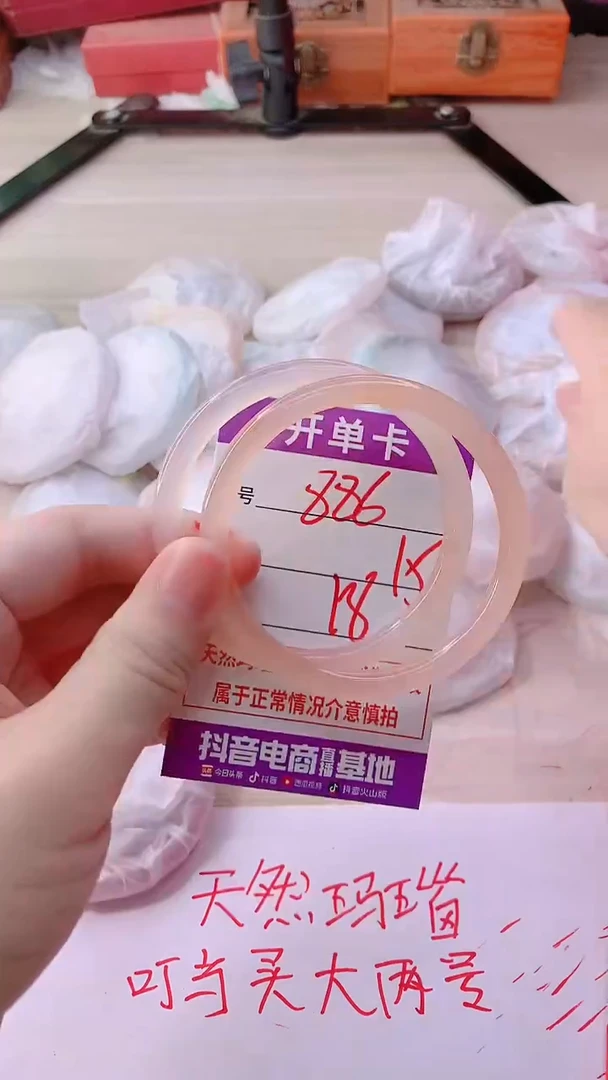 开单卡
号 886
15
18
天然
属于正常情况介意慎拍
抖音电商直播基地
今日头条 抖音 西瓜视频 抖音火山版
天然玛瑙
叮当买大两号